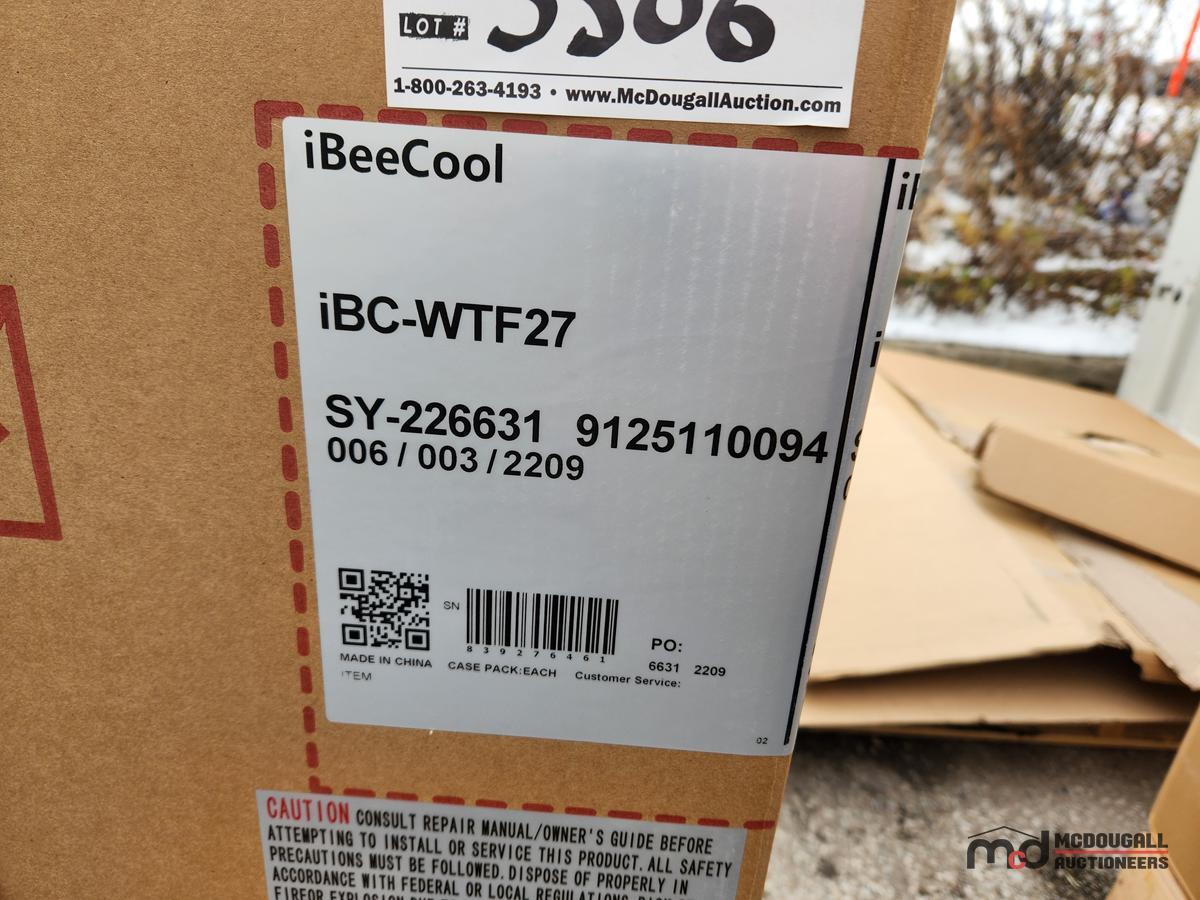 LOT #
1-800-263-4193 • www.McDougallAuction.com
iBeeCool
iBC-WTF27
SY-226631 9125110094
006 / 003 / 2209
SN
839276461
PO:
6631 2209
MADE IN CHINA
CASE PACK:EACH
Customer Service:
ITEM
02
CAUTION CONSULT REPAIR MANUAL/OWNER'S GUIDE BEFORE
ATTEMPTING TO INSTALL OR SERVICE THIS PRODUCT. ALL SAFETY
PRECAUTIONS MUST BE FOLLOWED. DISPOSE OF PROPERLY IN
ACCORDANCE WITH FEDERAL OR LOCAL REGULATIONS.
mcd MCDOUGALL
AUCTIONEERS